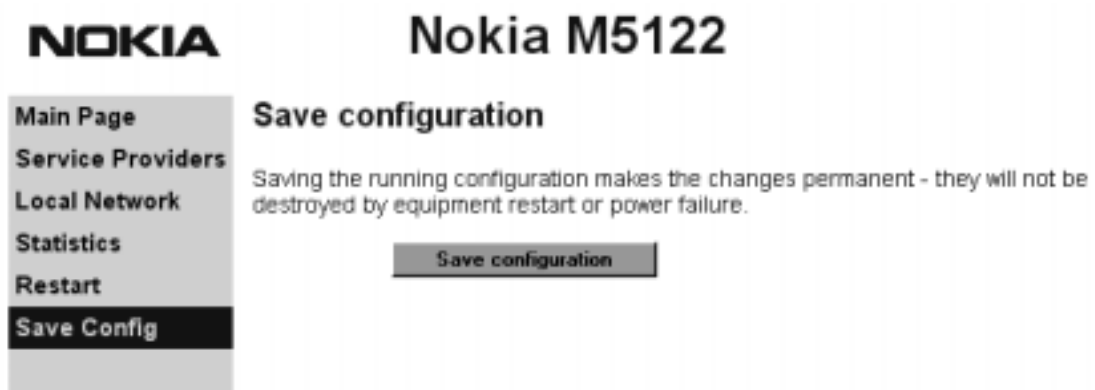 NOKIA
Nokia M5122
Main Page
Service Providers
Local Network
Statistics
Restart
Save Config
Save configuration
Saving the running configuration makes the changes permanent - they will not be
destroyed by equipment restart or power failure.
Save configuration